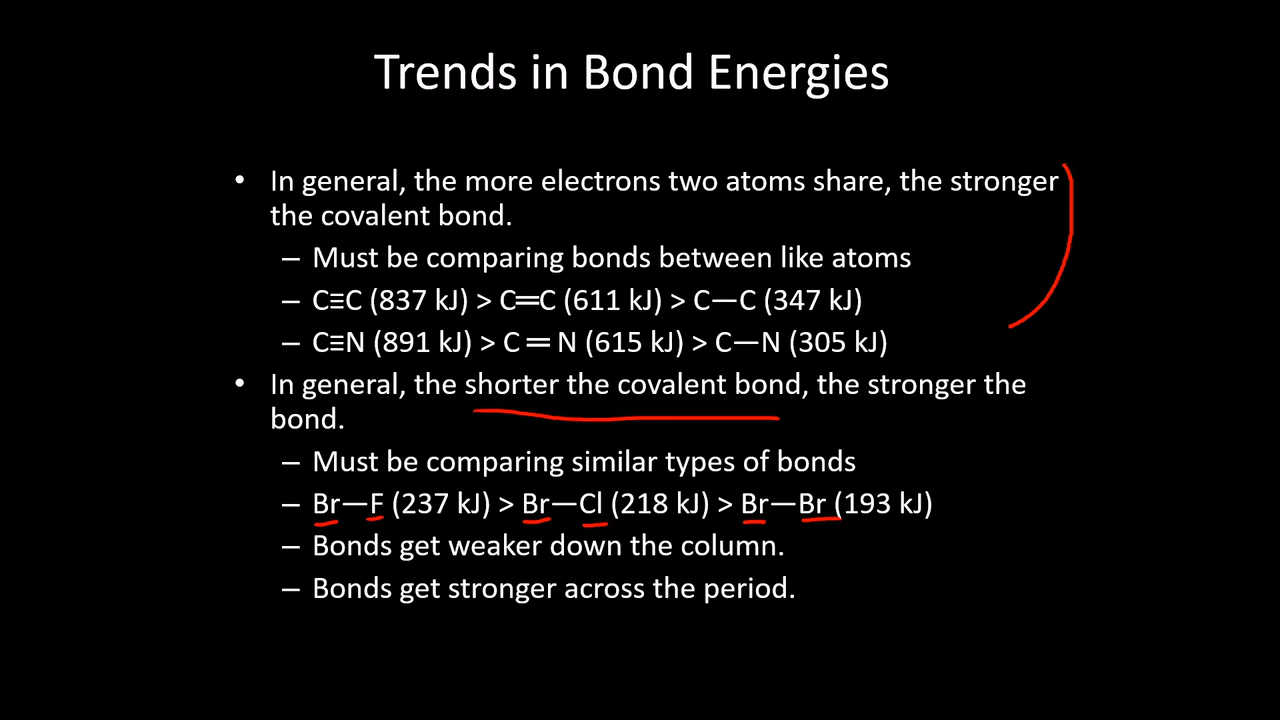 Trends in Bond Energies
• In general, the more electrons two atoms share, the stronger
the covalent bond.
– Must be comparing bonds between like atoms
– C≡C (837 kJ) > C═C (611 kJ) > C—C (347 kJ)
– C≡N (891 kJ) > C ═ N (615 kJ) > C—N (305 kJ)
• In general, the shorter the covalent bond, the stronger the
bond.
– Must be comparing similar types of bonds
– Br—F (237 kJ) > Br—Cl (218 kJ) > Br—Br (193 kJ)
– Bonds get weaker down the column.
– Bonds get stronger across the period.